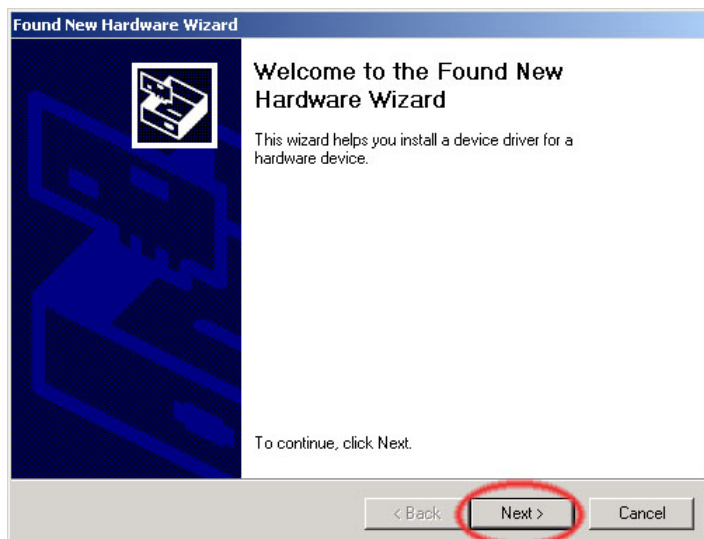 Found New Hardware Wizard
Welcome to the Found New
Hardware Wizard
This wizard helps you install a device driver for a
hardware device.
To continue, click Next.
< Back
Next >
Cancel